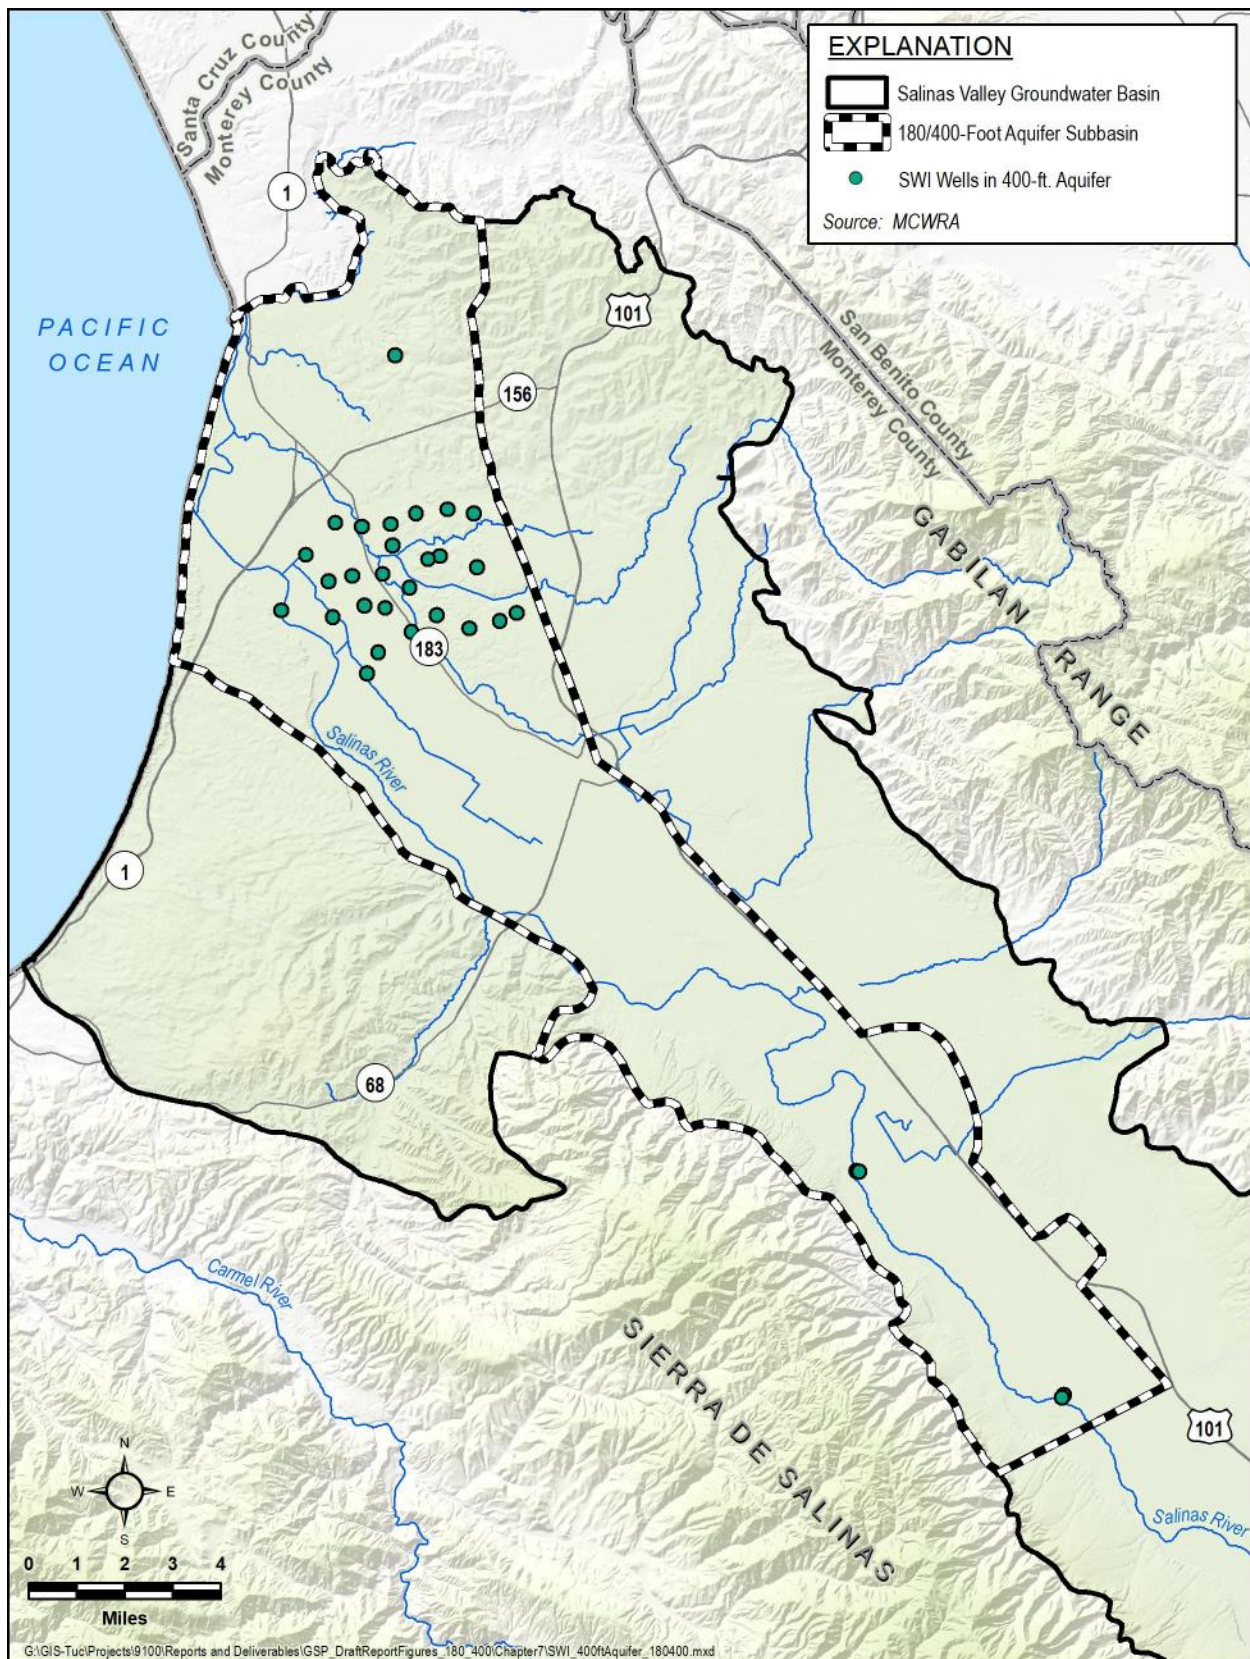 EXPLANATION
Salinas Valley Groundwater Basin
180/400-Foot Aquifer Subbasin
SWI Wells in 400-ft. Aquifer
Source: MCWRA
Santa Cruz County
Monterey County
1
101
PACIFIC
OCEAN
San Benito County
Monterey County
156
GABILAN
RANGE
183
Salinas River
1
68
Carmel River
SIERRA DE SALINAS
101
Salinas River
N
W
E
S
0 1 2 3 4
Miles
G:\GIS-Tuc\Projects\9100\Reports and Deliverables\GSP_DraftReportFigures_180_400\Chapter7\SWI_400ftAquifer_180400.mxd